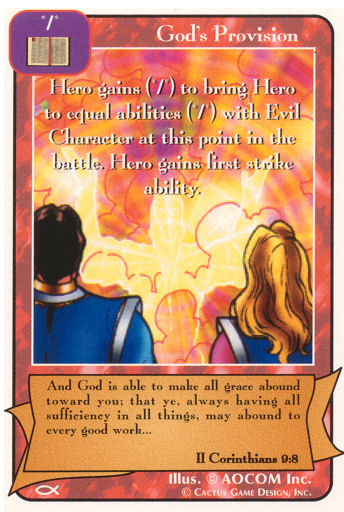 */*
God's Provision
Hero gains (*/*) to bring Hero
to equal abilities (*/*) with Evil
Character at this point in the
battle. Hero gains first strike
ability.
And God is able to make all grace abound
toward you; that ye, always having all
sufficiency in all things, may abound to
every good work...
II Corinthians 9:8
Illus. © AOCOM Inc.
© Cactus Game Design, Inc.